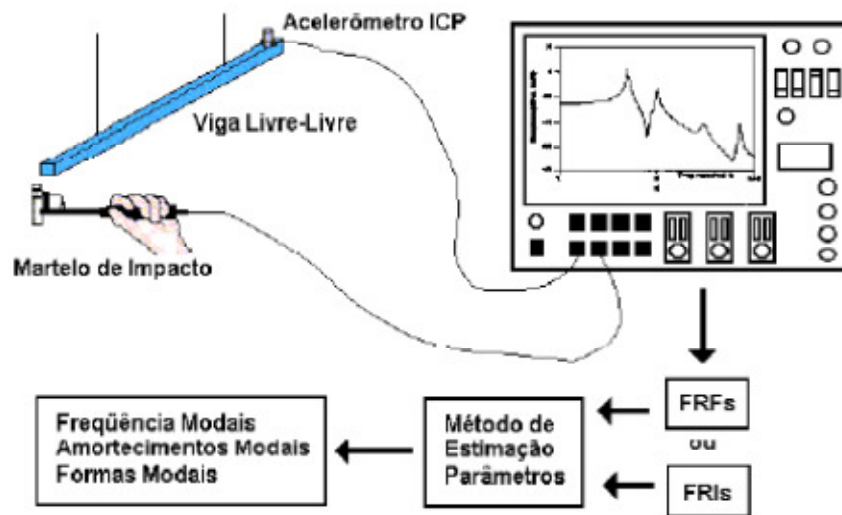 Acelerômetro ICP
Viga Livre-Livre
Martelo de Impacto
FRFs
ou
FRIs
Método de
Estimação
Parâmetros
Freqüência Modais
Amortecimentos Modais
Formas Modais